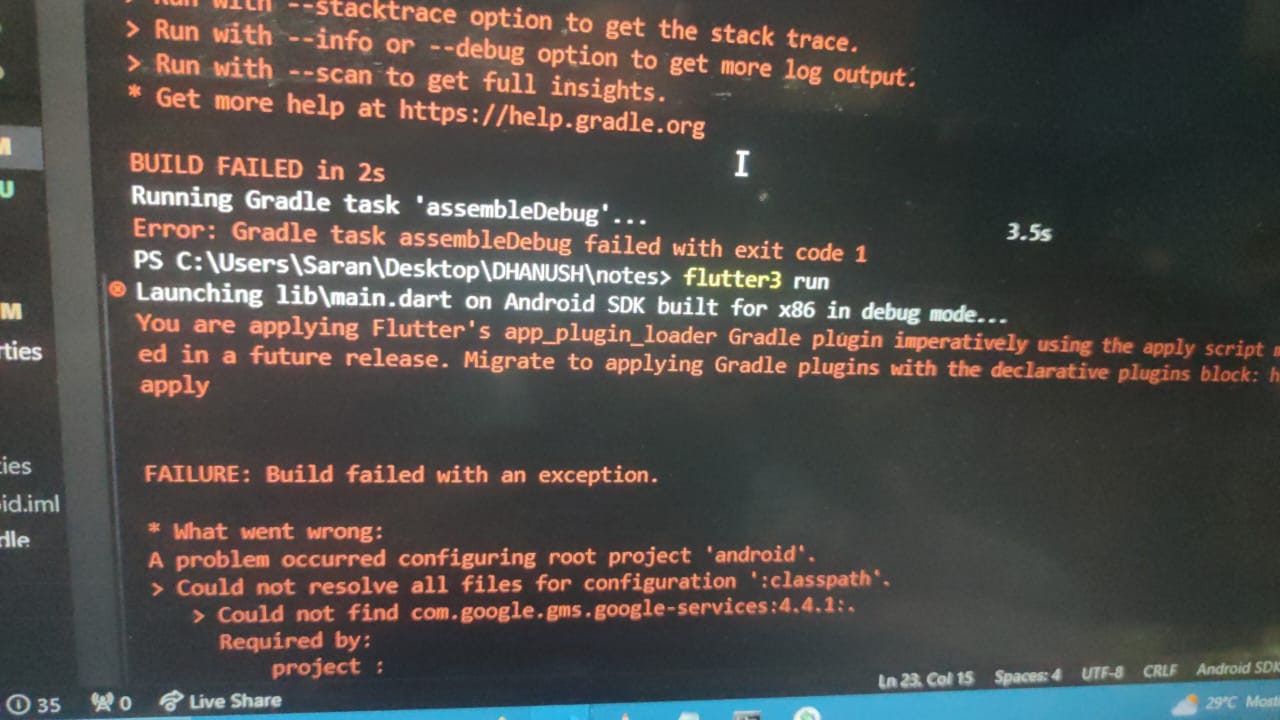 > Run with --stacktrace option to get the stack trace.
> Run with --info or --debug option to get more log output.
> Run with --scan to get full insights.
* Get more help at https://help.gradle.org
BUILD FAILED in 2s
Running Gradle task 'assembleDebug'... 3.5s
Error: Gradle task assembleDebug failed with exit code 1
PS C:\Users\Saran\Desktop\DHANUSH\notes> flutter3 run
Launching lib\main.dart on Android SDK built for x86 in debug mode...
You are applying Flutter's app_plugin_loader Gradle plugin imperatively using the apply script
ed in a future release. Migrate to applying Gradle plugins with the declarative plugins block: h
apply
FAILURE: Build failed with an exception.
* What went wrong:
A problem occurred configuring root project 'android'.
> Could not resolve all files for configuration ':classpath'.
> Could not find com.google.gms.google-services:4.4.1:.
Required by:
project :
M
U
M
rties
ies
id.iml
dle
Ln 23, Col 15 Spaces: 4 UTF-8 CRLF Android SDK
35 0 Live Share
29°C Most